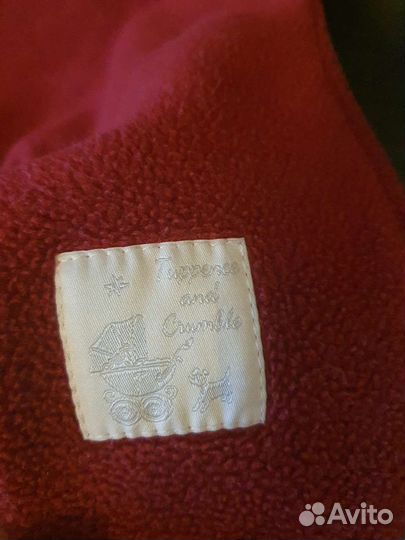 Tuppence
and
Crumble
Avito